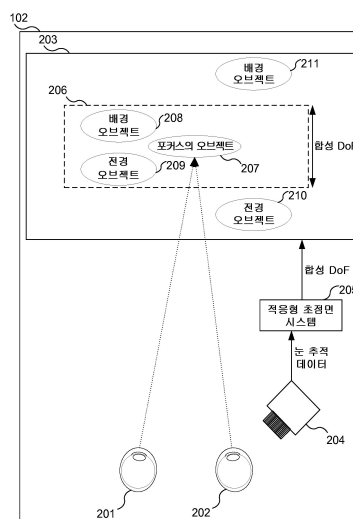 102
203
배경
오브젝트
211
206
배경
오브젝트
208
포커스의 오브젝트
207
합성 DoF
전경
오브젝트
209
전경
오브젝트
210
합성 DoF
205
적응형 초점면
시스템
눈 추적
데이터
204
201
202